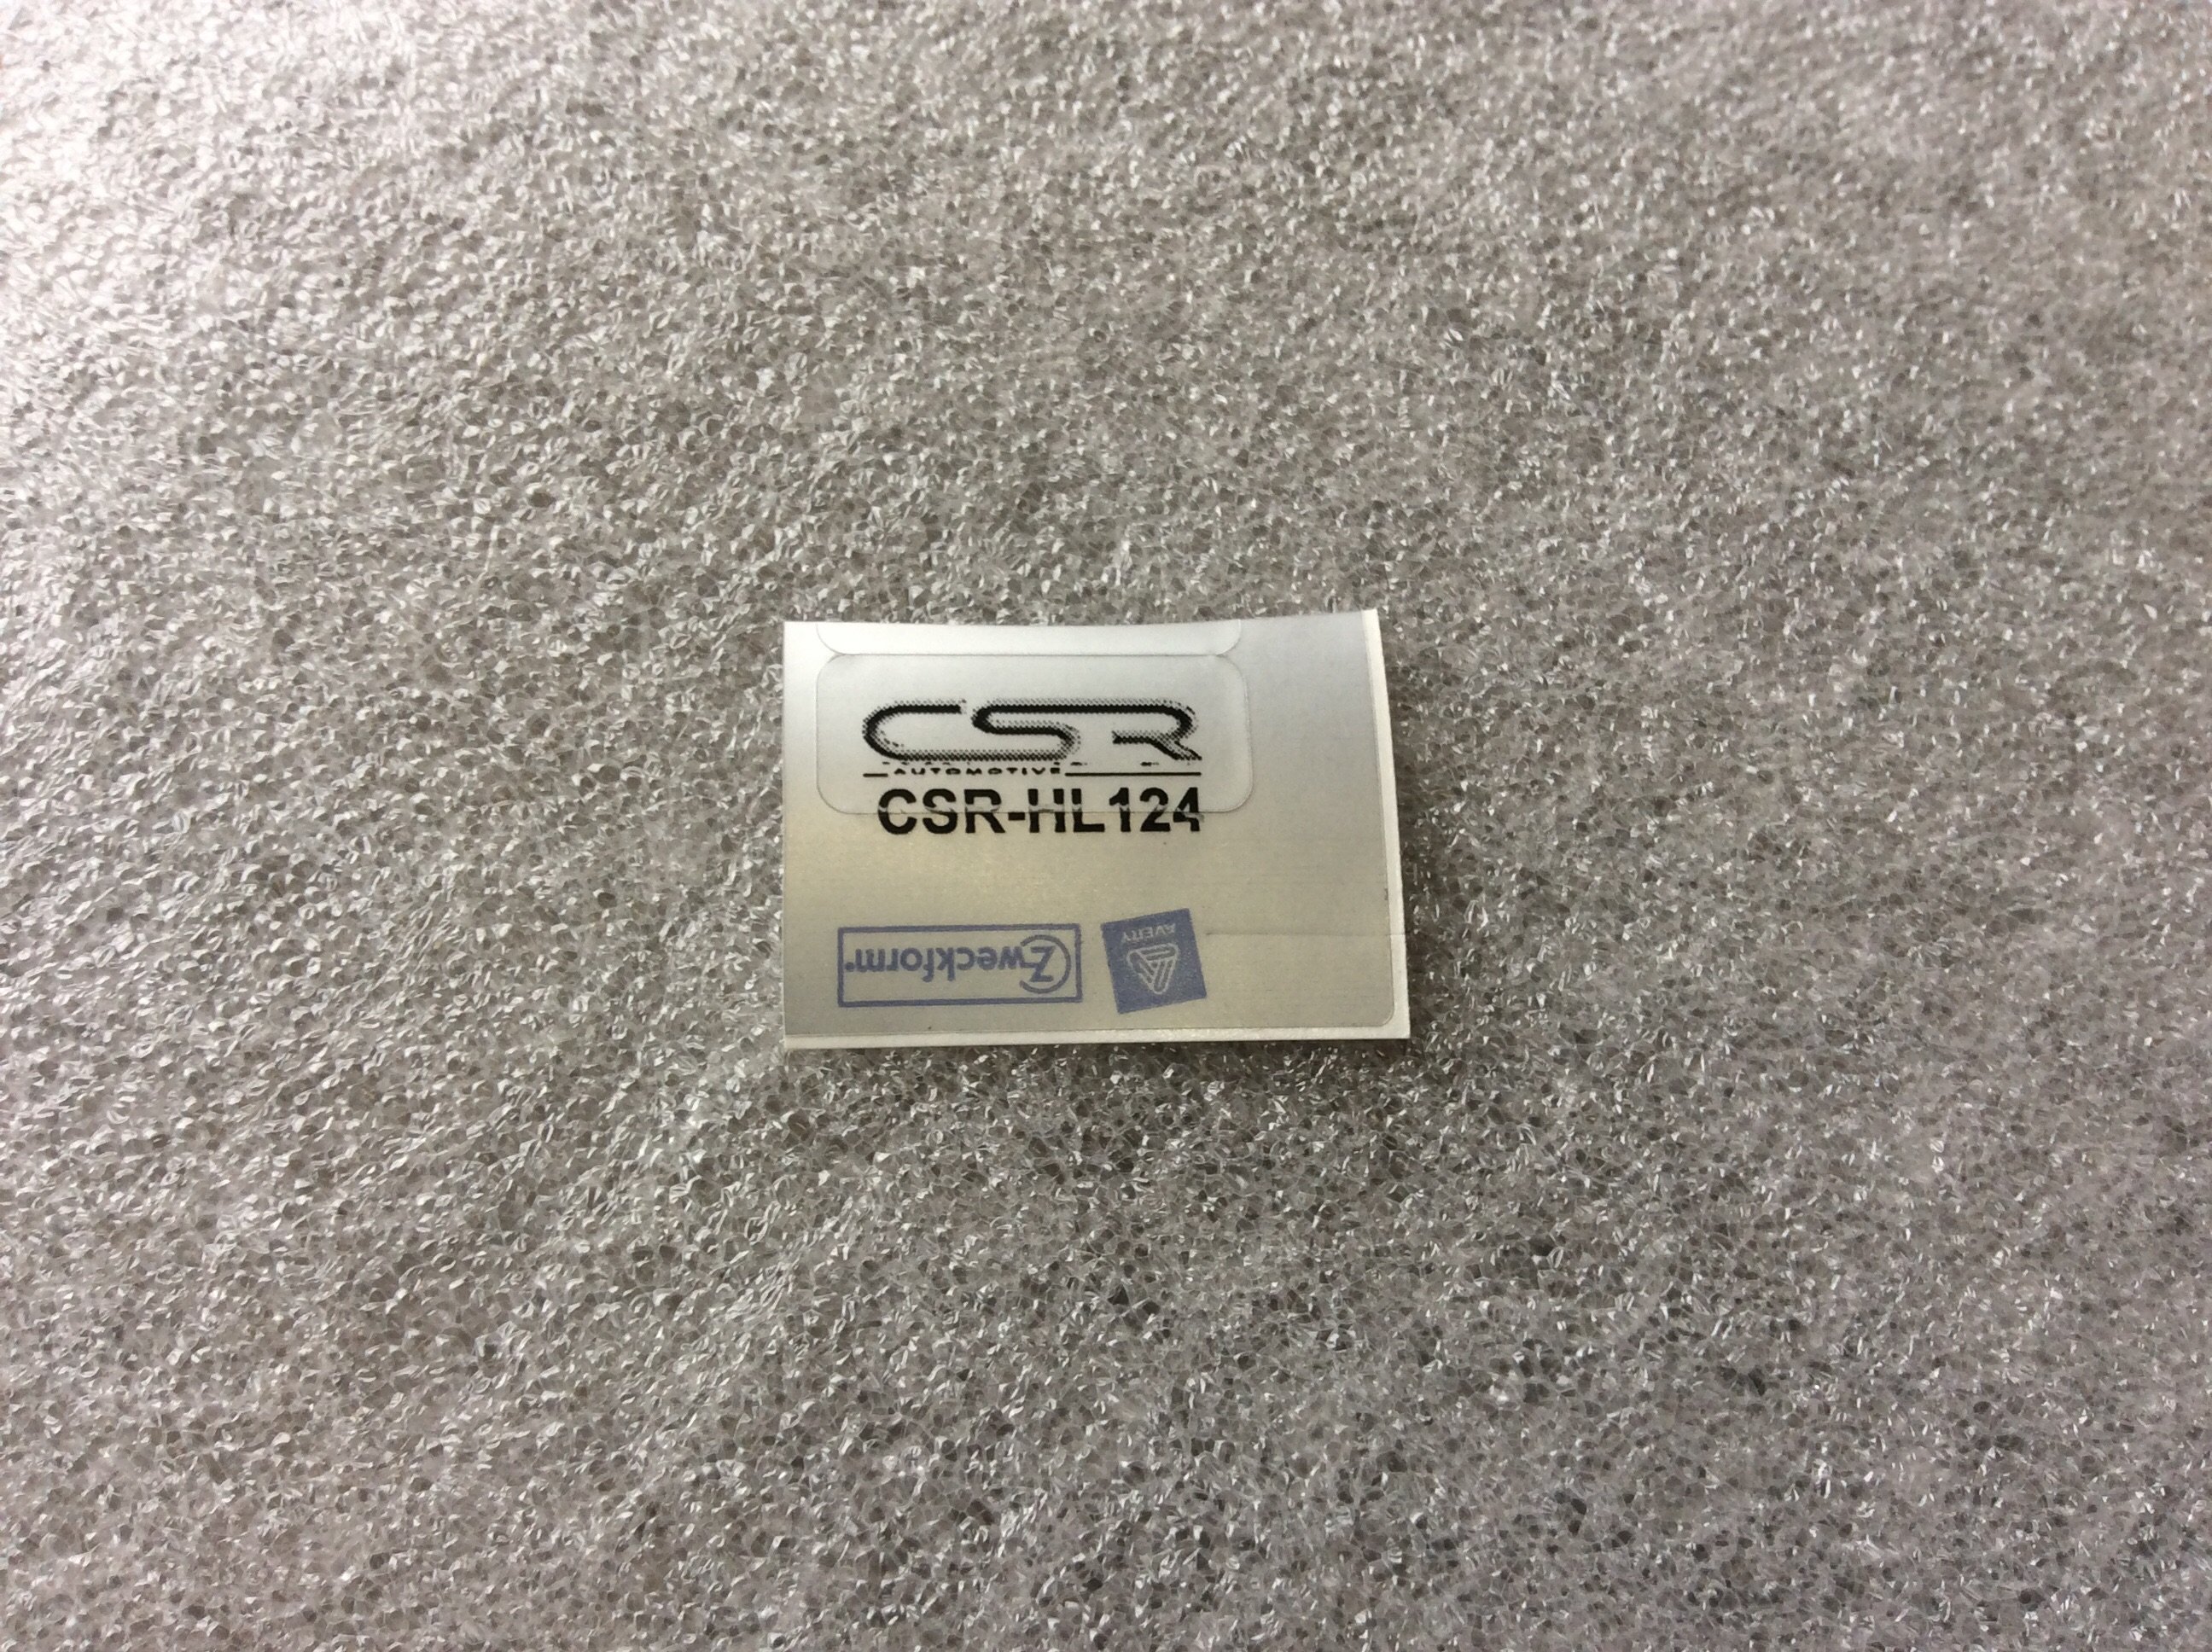 CSR
AUTOMOTIVE
CSR-HL124
Zweckform
AVERY